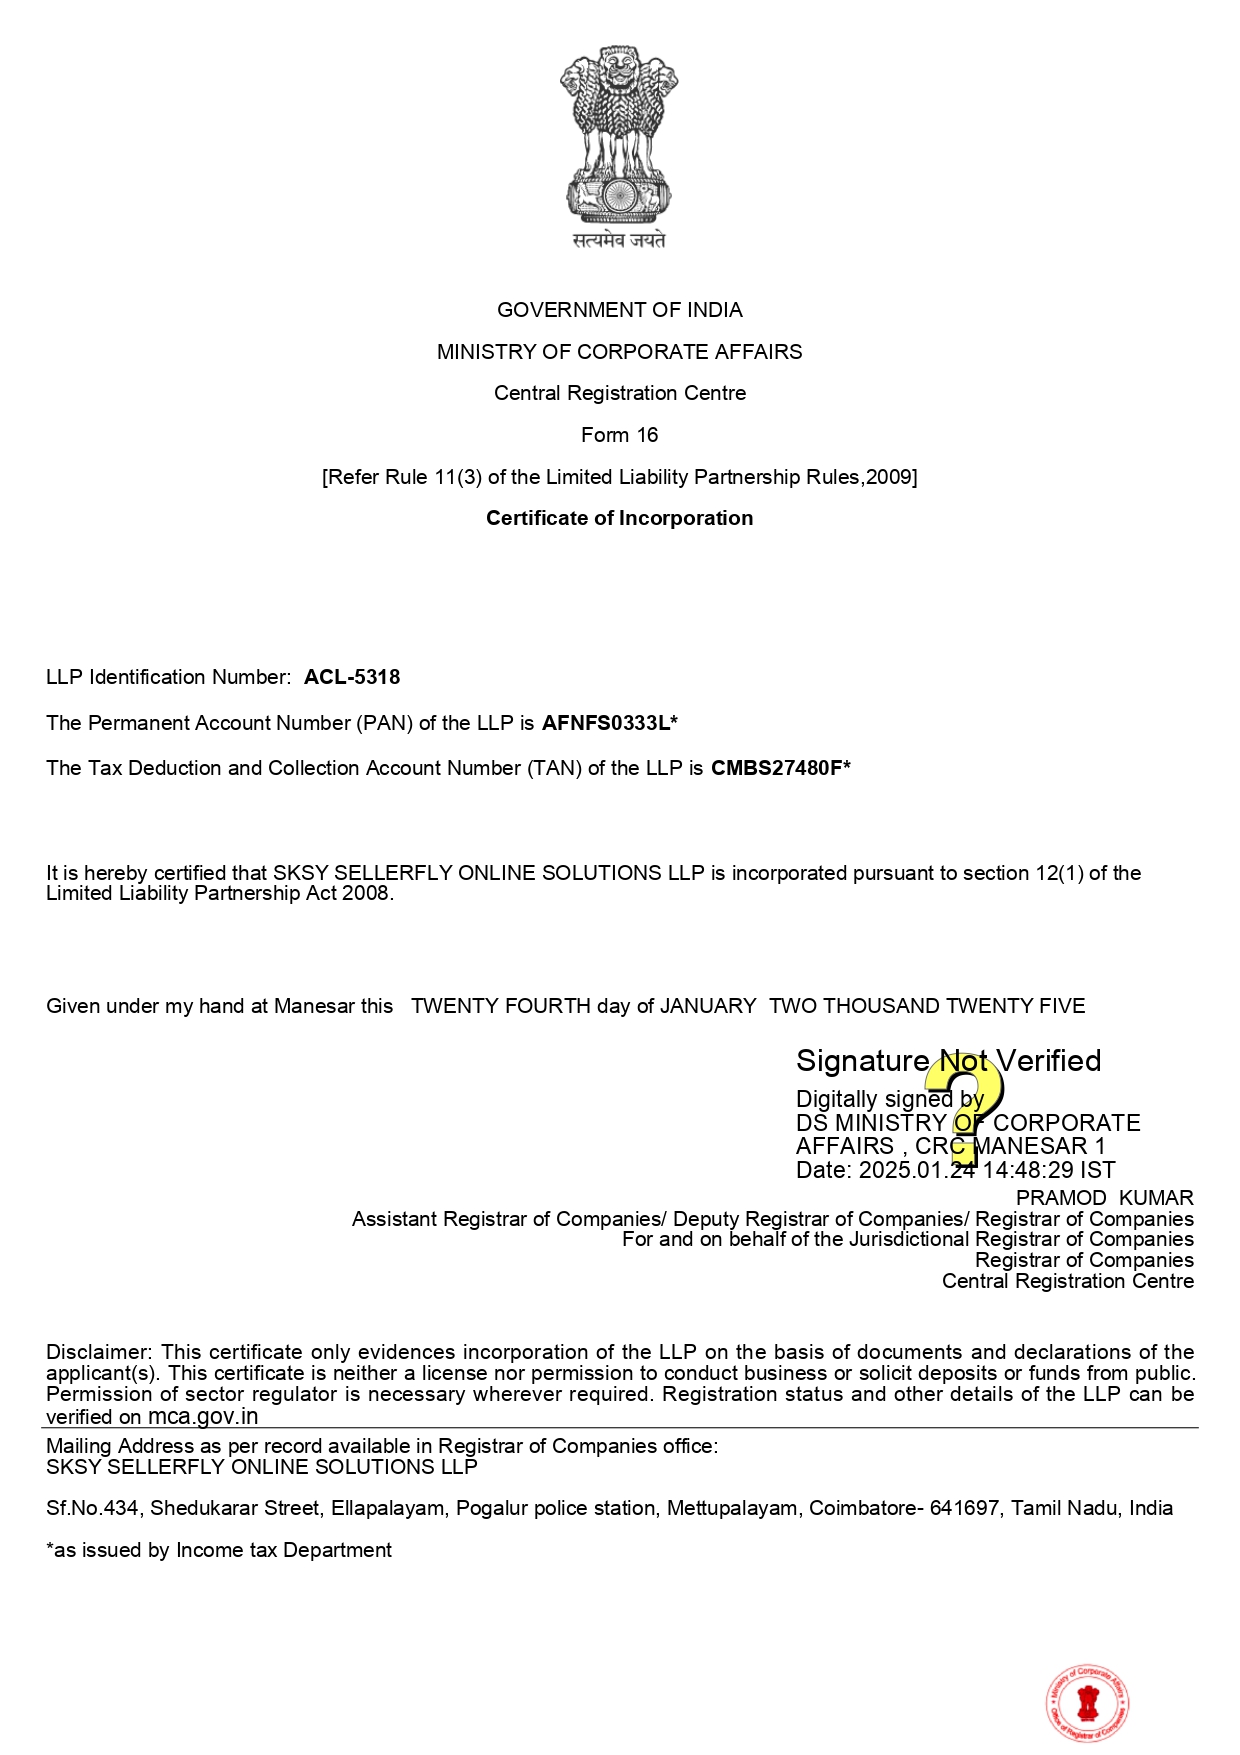 सत्यमेव जयते
GOVERNMENT OF INDIA
MINISTRY OF CORPORATE AFFAIRS
Central Registration Centre
Form 16
[Refer Rule 11(3) of the Limited Liability Partnership Rules,2009]
Certificate of Incorporation
LLP Identification Number: ACL-5318
The Permanent Account Number (PAN) of the LLP is AFNFS0333L*
The Tax Deduction and Collection Account Number (TAN) of the LLP is CMBS27480F*
It is hereby certified that SKSY SELLERFLY ONLINE SOLUTIONS LLP is incorporated pursuant to section 12(1) of the
Limited Liability Partnership Act 2008.
Given under my hand at Manesar this TWENTY FOURTH day of JANUARY TWO THOUSAND TWENTY FIVE
Signature Not Verified
Digitally signed by
DS MINISTRY OF CORPORATE
AFFAIRS , CRC MANESAR 1
Date: 2025.01.24 14:48:29 IST
PRAMOD KUMAR
Assistant Registrar of Companies/ Deputy Registrar of Companies/ Registrar of Companies
For and on behalf of the Jurisdictional Registrar of Companies
Registrar of Companies
Central Registration Centre
Disclaimer: This certificate only evidences incorporation of the LLP on the basis of documents and declarations of the
applicant(s). This certificate is neither a license nor permission to conduct business or solicit deposits or funds from public.
Permission of sector regulator is necessary wherever required. Registration status and other details of the LLP can be
verified on mca.gov.in
Mailing Address as per record available in Registrar of Companies office:
SKSY SELLERFLY ONLINE SOLUTIONS LLP
Sf.No.434, Shedukarar Street, Ellapalayam, Pogalur police station, Mettupalayam, Coimbatore- 641697, Tamil Nadu, India
*as issued by Income tax Department
Ministry of Corporate Affairs
Office of Registrar of Companies